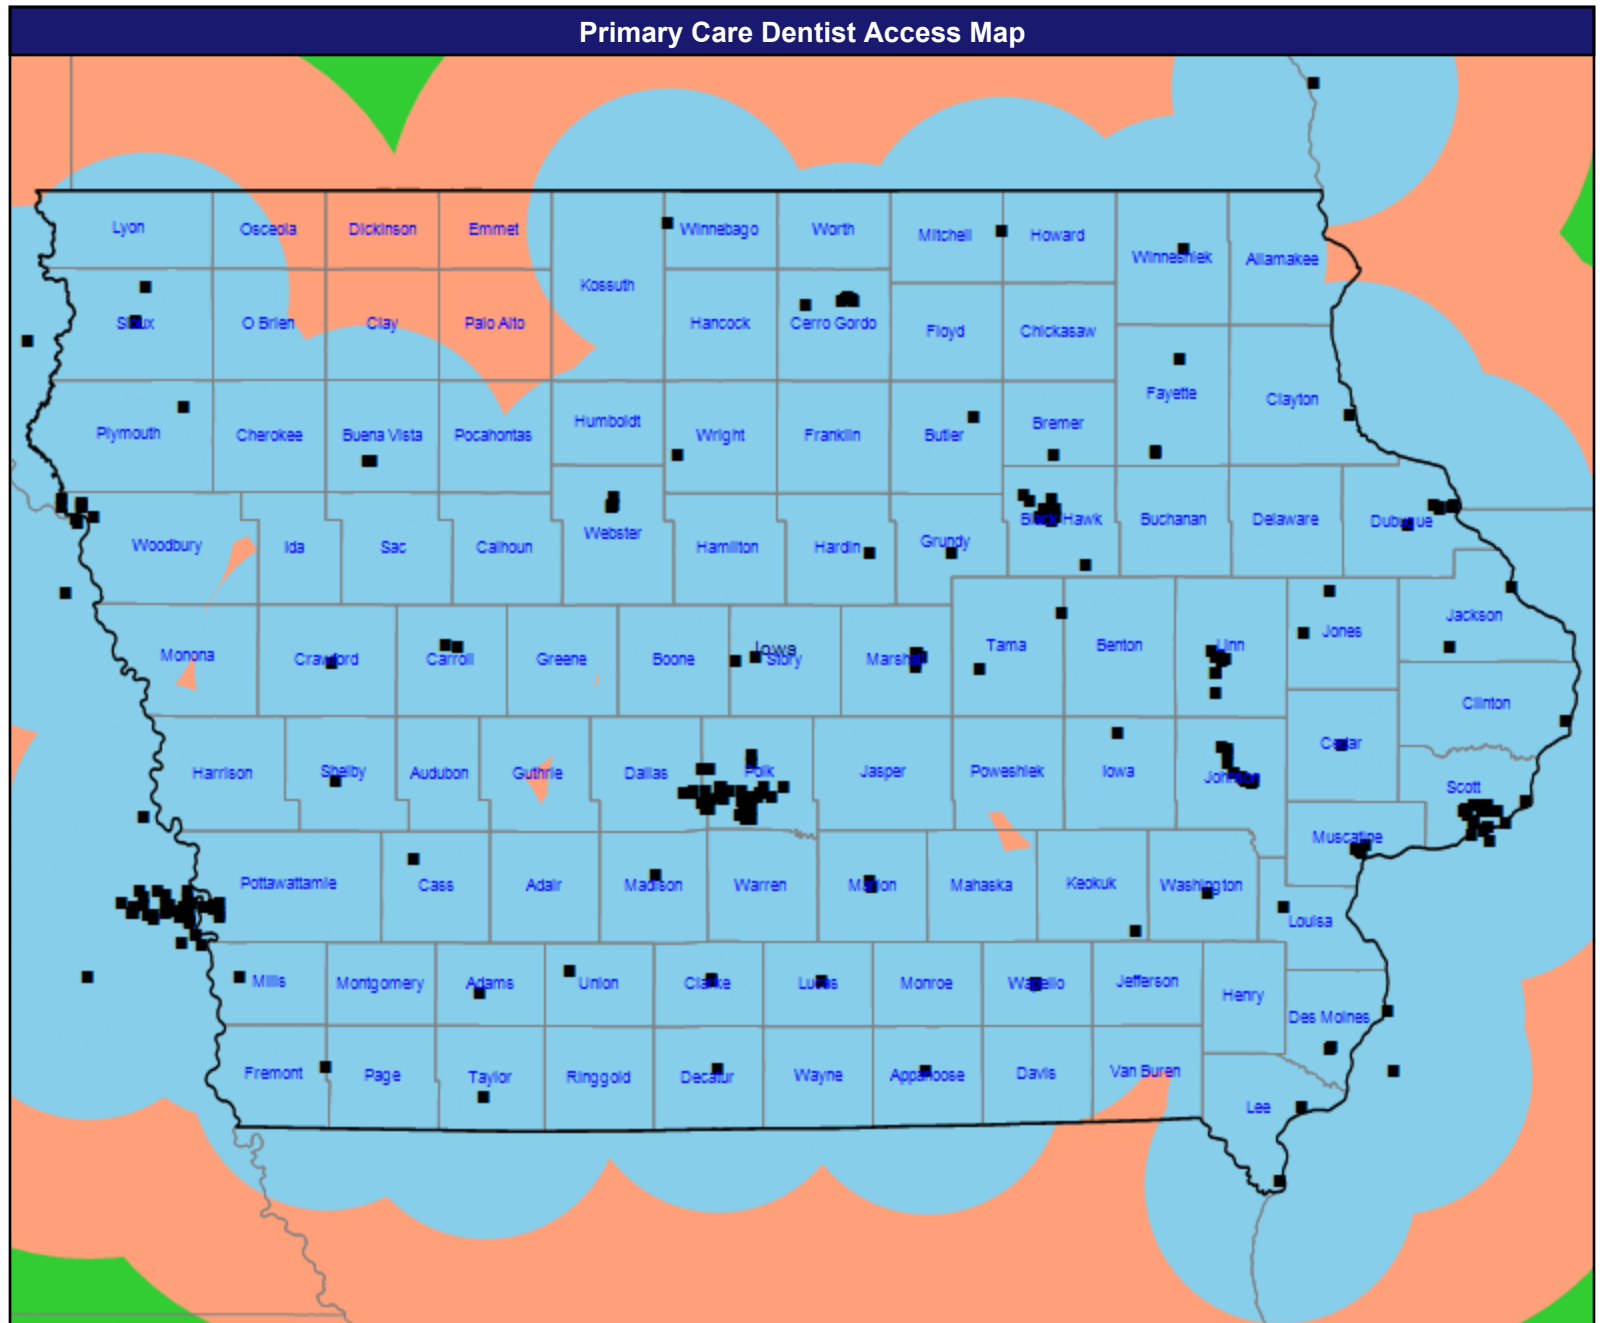 Primary Care Dentist Access Map
Lyon
Osceola
Dickinson
Emmet
Winnebago
Worth
Mitchell
Howard
Winneshiek
Allamakee
Kossuth
Sioux
O Brien
Clay
Palo Alto
Hancock
Cerro Gordo
Floyd
Chickasaw
Fayette
Clayton
Plymouth
Cherokee
Buena Vista
Pocahontas
Humboldt
Wright
Franklin
Butler
Bremer
Woodbury
Ida
Sac
Calhoun
Webster
Hamilton
Hardin
Grundy
Black Hawk
Buchanan
Delaware
Dubuque
Jackson
Monona
Crawford
Carroll
Greene
Boone
Iowa
Story
Marshall
Tama
Benton
Linn
Jones
Clinton
Harrison
Shelby
Audubon
Guthrie
Dallas
Polk
Jasper
Poweshiek
Iowa
Johnson
Cedar
Scott
Muscatine
Pottawattamie
Cass
Adair
Madison
Warren
Marion
Mahaska
Keokuk
Washington
Louisa
Mills
Montgomery
Adams
Union
Clarke
Lucas
Monroe
Wapello
Jefferson
Henry
Des Moines
Fremont
Page
Taylor
Ringgold
Decatur
Wayne
Appanoose
Davis
Van Buren
Lee